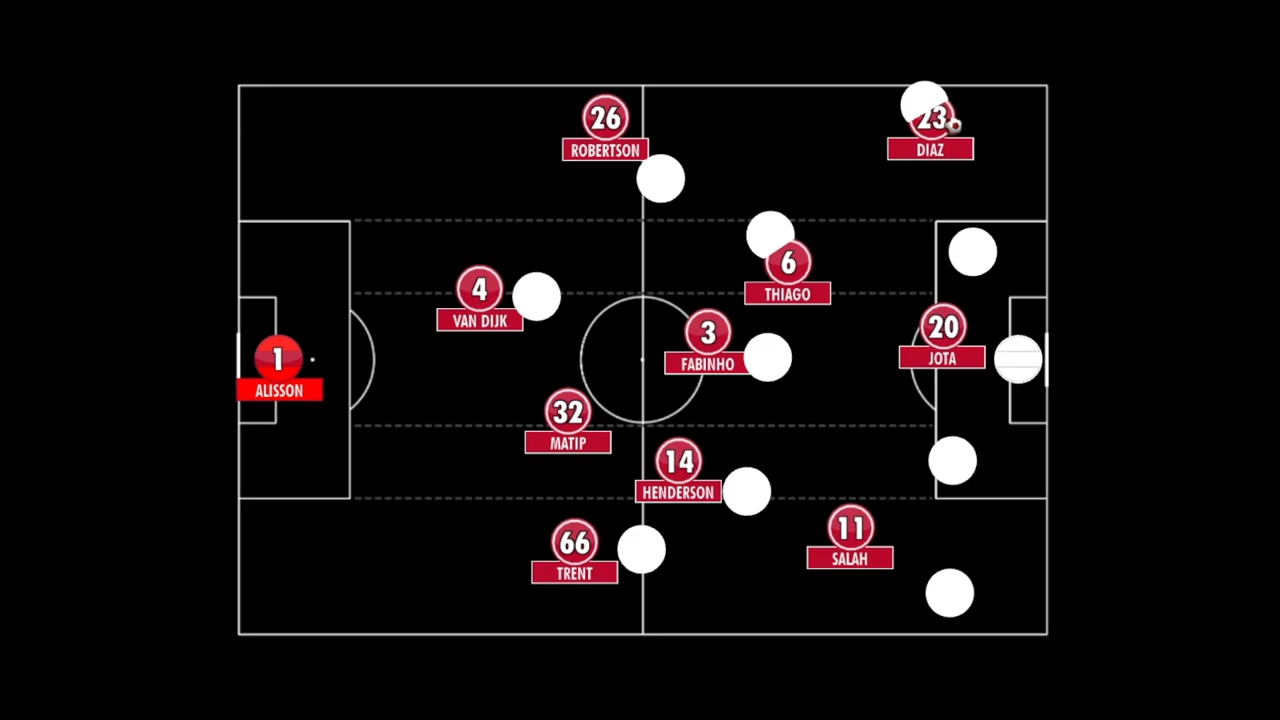 26
ROBERTSON
23
DIAZ
6
THIAGO
4
VAN DIJK
3
FABINHO
20
JOTA
1
ALISSON
32
MATIP
14
HENDERSON
11
SALAH
66
TRENT